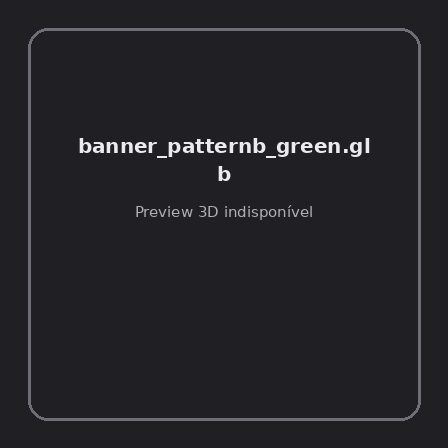 banner_patternb_green.gl
b
Preview 3D indisponível